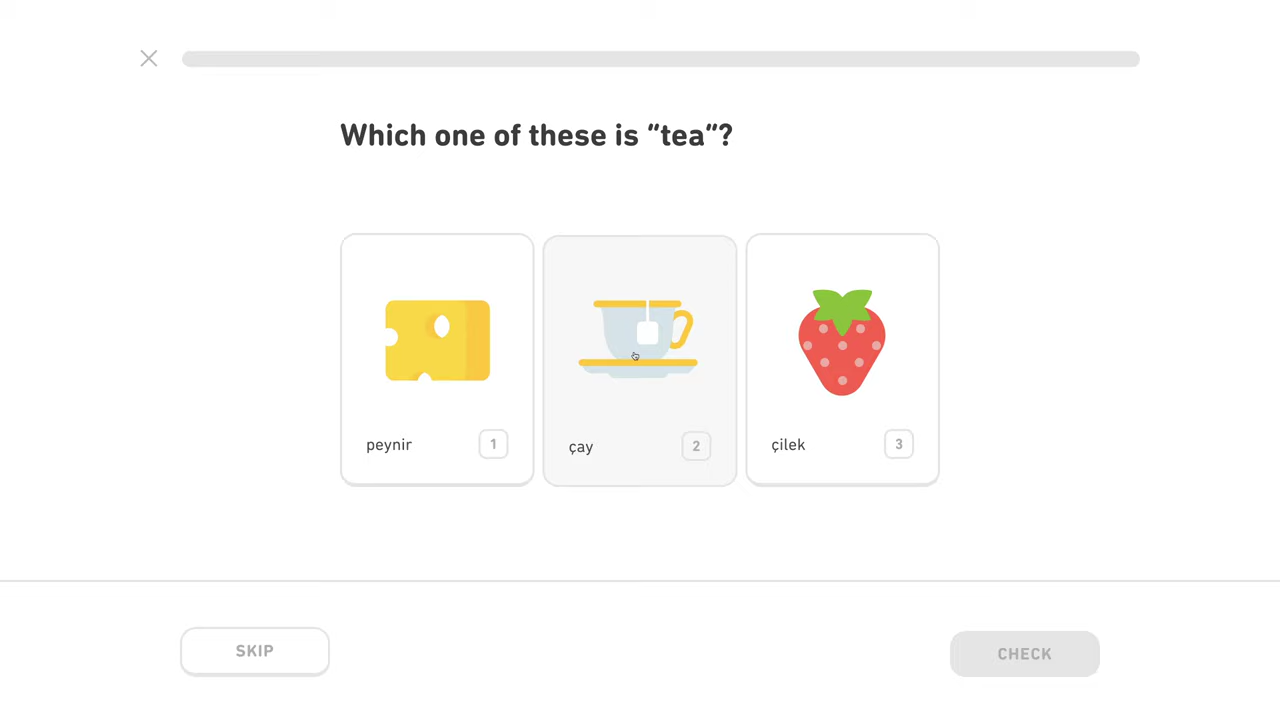 Which one of these is “tea”?
peynir 1
çay 2
çilek 3
SKIP
CHECK